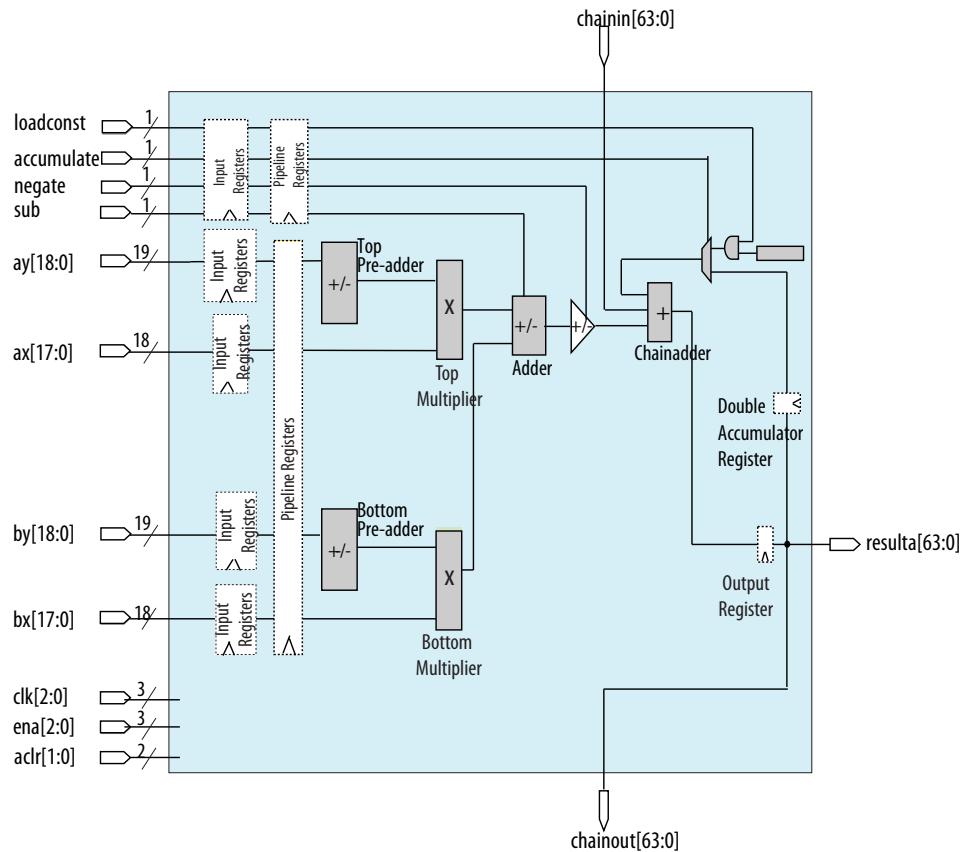 chainin[63:0]
loadconst
1
accumulate
1
negate
1
sub
1
Input
Registers
Pipeline
Registers
ay[18:0]
19
Input
Registers
Top
Pre-adder
+/-
ax[17:0]
18
Input
Registers
X
Top
Multiplier
+/-
Adder
+/-
+
Chainadder
Double
Accumulator
Register
Pipeline Registers
by[18:0]
19
Input
Registers
Bottom
Pre-adder
+/-
X
Bottom
Multiplier
bx[17:0]
18
Input
Registers
Output
Register
resulta[63:0]
clk[2:0]
3
ena[2:0]
3
aclr[1:0]
2
chainout[63:0]